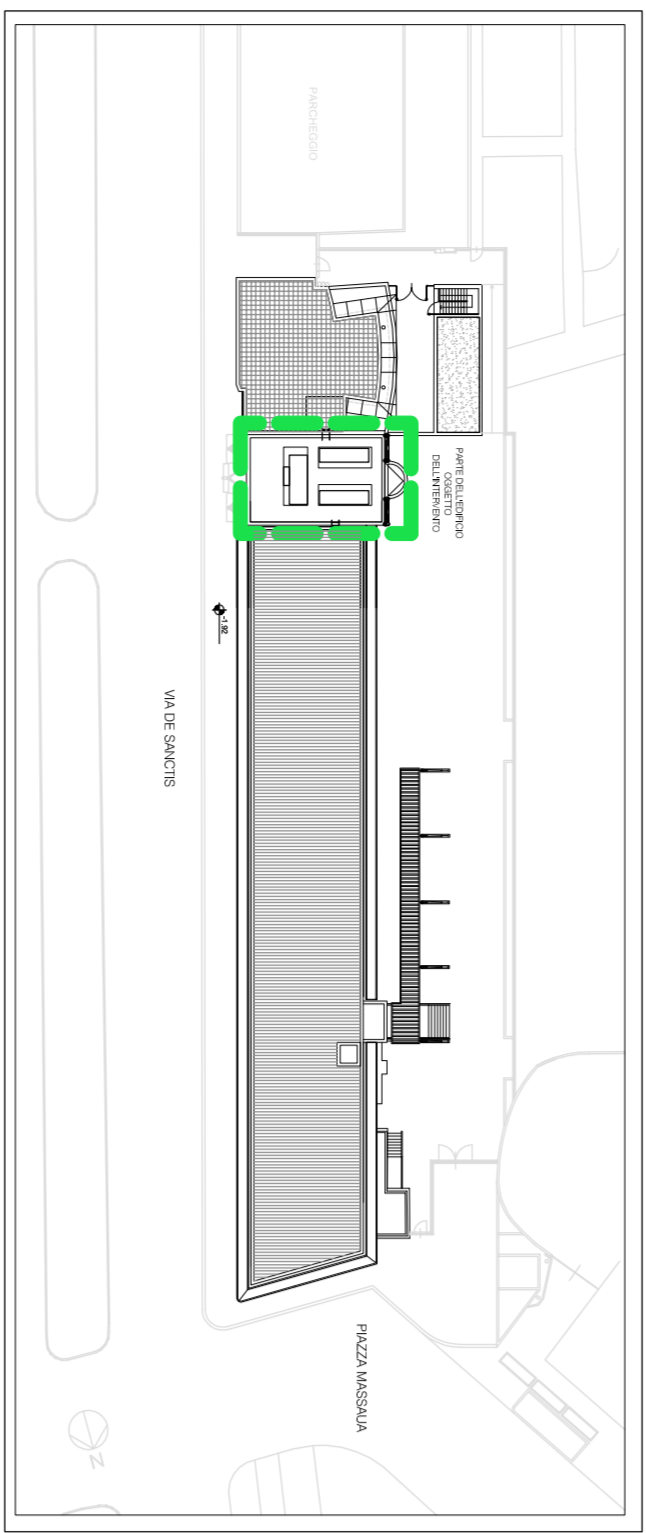 PARCHEGGIO
PARTE DELL'EDIFICIO
OGGETTO
DELL'INTERVENTO
-1.92
VIA DE SANCTIS
PIAZZA MASSAUA
N